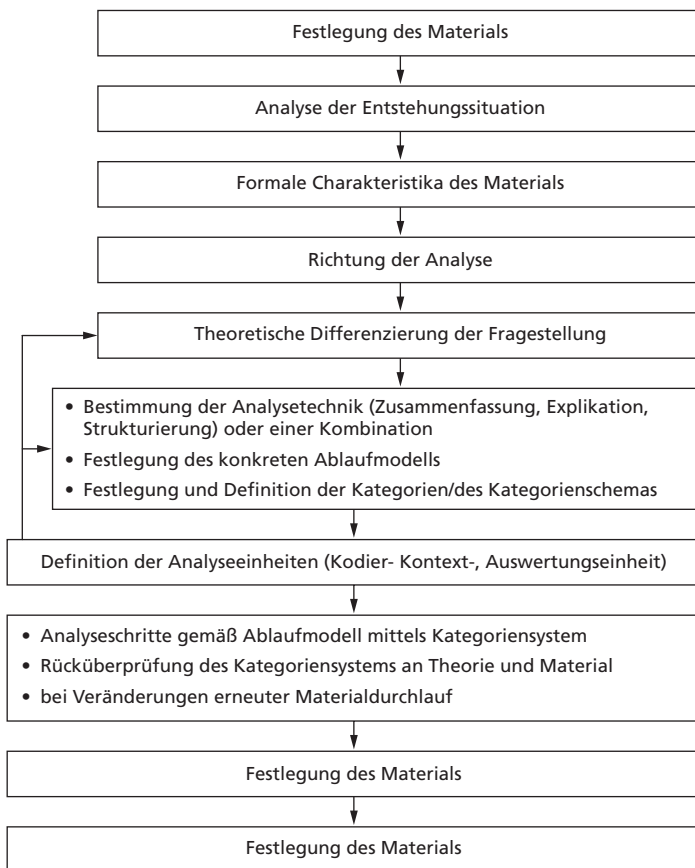 Festlegung des Materials
Analyse der Entstehungssituation
Formale Charakteristika des Materials
Richtung der Analyse
Theoretische Differenzierung der Fragestellung
• Bestimmung der Analysetechnik (Zusammenfassung, Explikation,
Strukturierung) oder einer Kombination
• Festlegung des konkreten Ablaufmodells
• Festlegung und Definition der Kategorien/des Kategorienschemas
Definition der Analyseeinheiten (Kodier- Kontext-, Auswertungseinheit)
• Analyseschritte gemäß Ablaufmodell mittels Kategoriensystem
• Rücküberprüfung des Kategoriensystems an Theorie und Material
• bei Veränderungen erneuter Materialdurchlauf
Festlegung des Materials
Festlegung des Materials